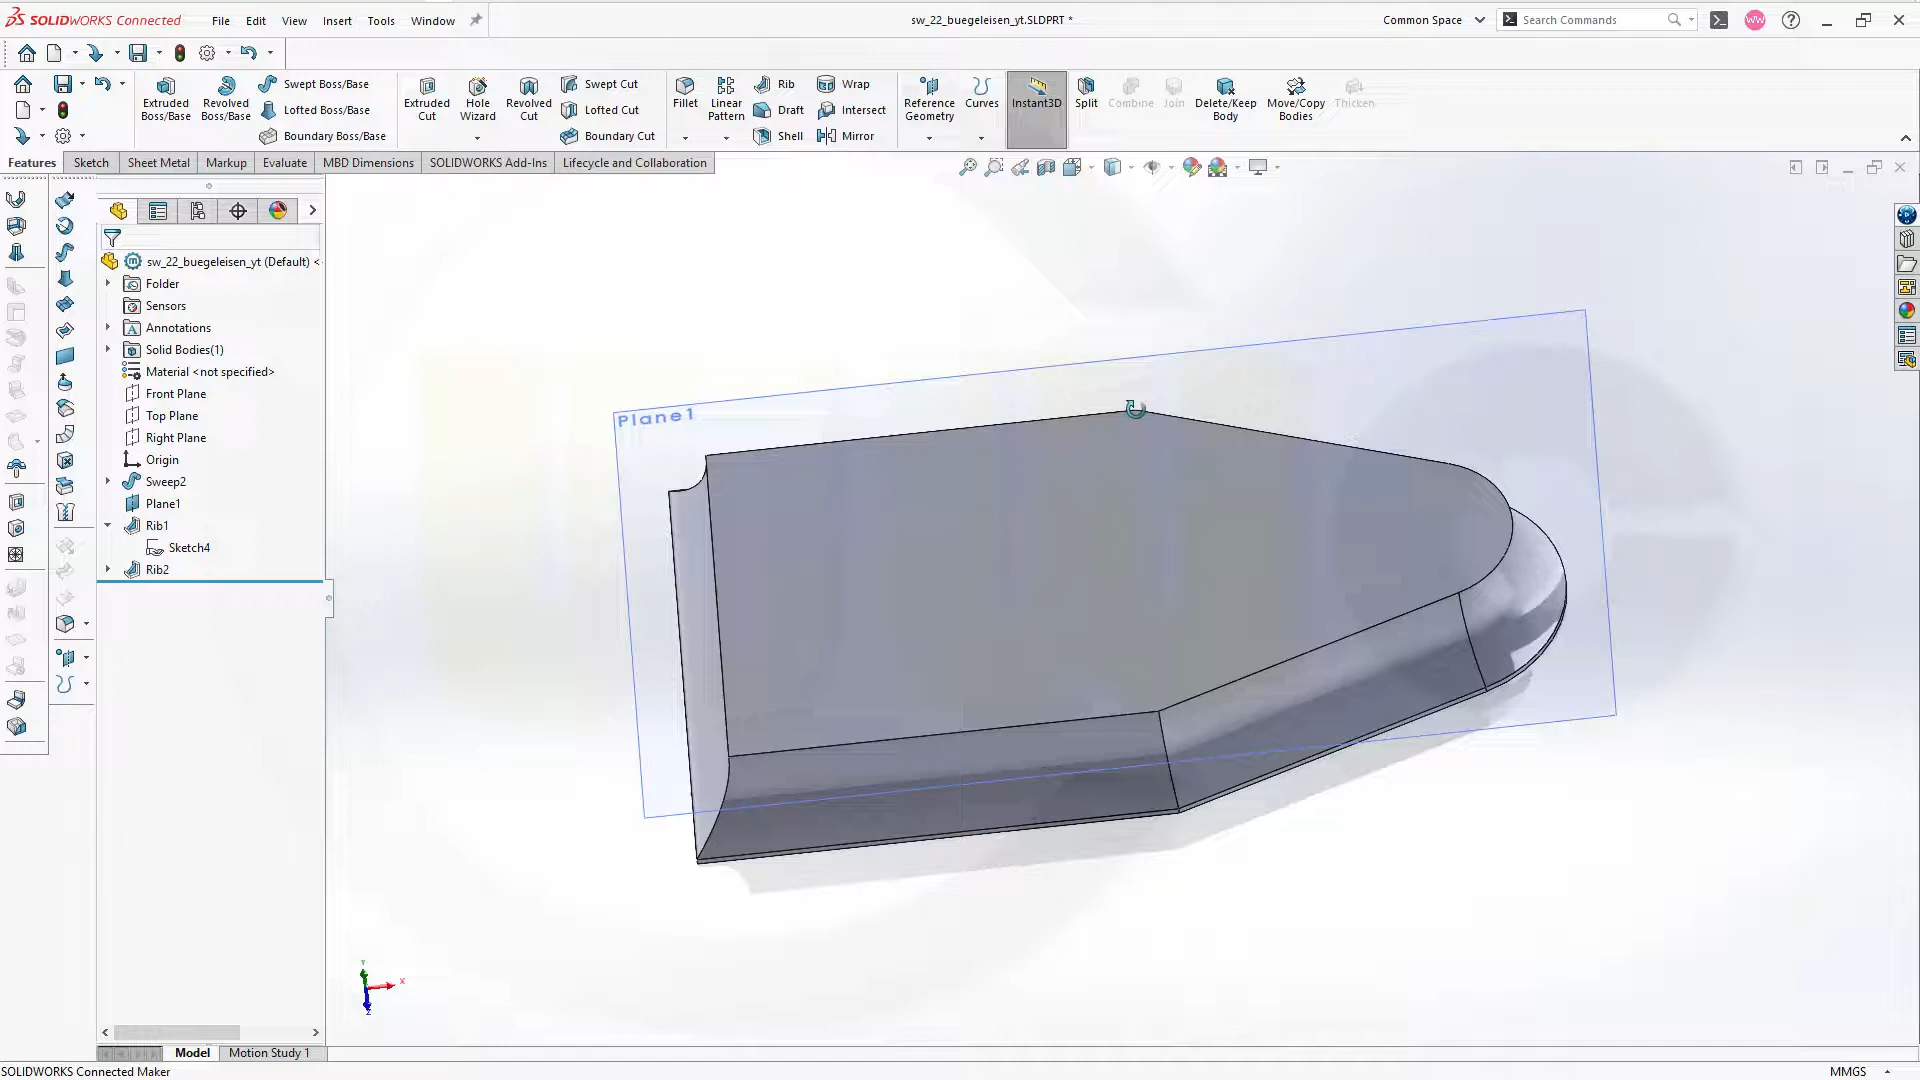 SOLIDWORKS Connected
File
Edit
View
Insert
Tools
Window
sw_22_buegeleisen_yt.SLDPRT *
Common Space
Search Commands
WW
Extruded Boss/Base
Revolved Boss/Base
Swept Boss/Base
Lofted Boss/Base
Boundary Boss/Base
Extruded Cut
Hole Wizard
Revolved Cut
Swept Cut
Lofted Cut
Boundary Cut
Fillet
Linear Pattern
Rib
Draft
Shell
Wrap
Intersect
Mirror
Reference Geometry
Curves
Instant3D
Split
Combine
Join
Delete/Keep Body
Move/Copy Bodies
Thicken
Features
Sketch
Sheet Metal
Markup
Evaluate
MBD Dimensions
SOLIDWORKS Add-Ins
Lifecycle and Collaboration
sw_22_buegeleisen_yt (Default) <
Folder
Sensors
Annotations
Solid Bodies(1)
Material <not specified>
Front Plane
Top Plane
Right Plane
Origin
Sweep2
Plane1
Rib1
Sketch4
Rib2
Plane1
Y
X
Z
Model
Motion Study 1
SOLIDWORKS Connected Maker
MMGS